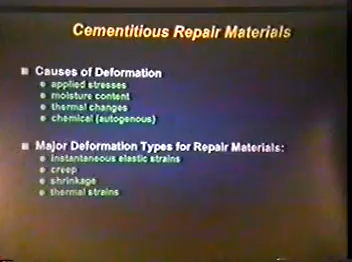 Cementitious Repair Materials
Causes of Deformation
applied stresses
moisture content
thermal changes
chemical (autogenous)
Major Deformation Types for Repair Materials:
instantaneous elastic strains
creep
shrinkage
thermal strains